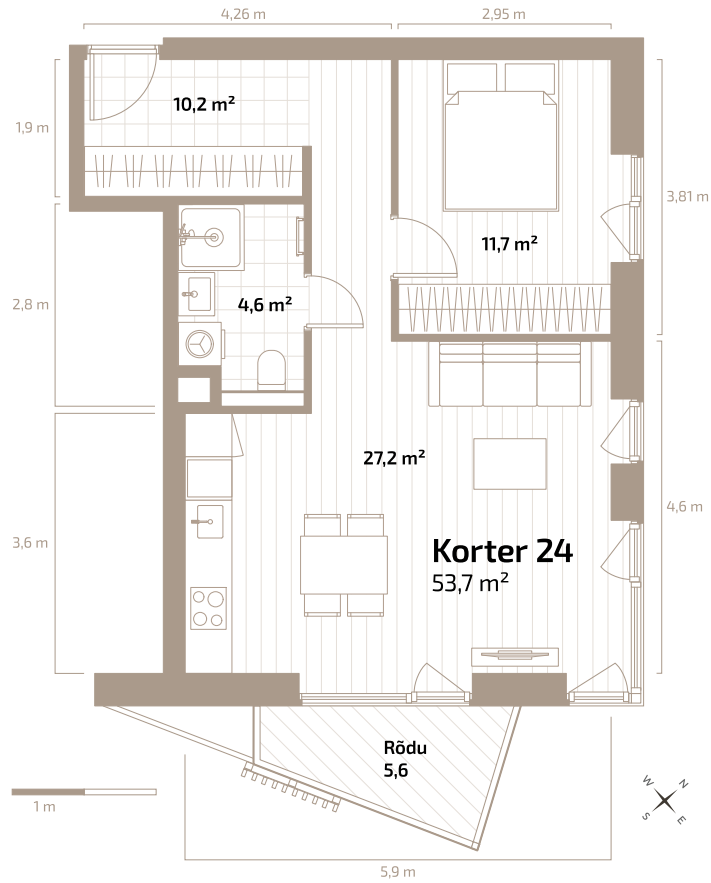 4,26 m
2,95 m
10,2 m²
1,9 m
3,81 m
11,7 m²
2,8 m
4,6 m²
27,2 m²
4,6 m
Korter 24
53,7 m²
3,6 m
Rõdu
5,6
1 m
W
N
S
E
5,9 m